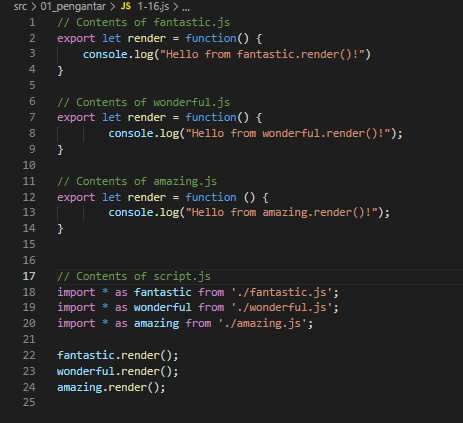 src > 01_pengantar > JS 1-16.js > ...
1 // Contents of fantastic.js
2 export let render = function() {
3 console.log("Hello from fantastic.render()!")
4 }
5
6 // Contents of wonderful.js
7 export let render = function() {
8 console.log("Hello from wonderful.render()!");
9 }
10
11 // Contents of amazing.js
12 export let render = function () {
13 console.log("Hello from amazing.render()!");
14 }
15
16
17 // Contents of script.js
18 import * as fantastic from './fantastic.js';
19 import * as wonderful from './wonderful.js';
20 import * as amazing from './amazing.js';
21
22 fantastic.render();
23 wonderful.render();
24 amazing.render();
25